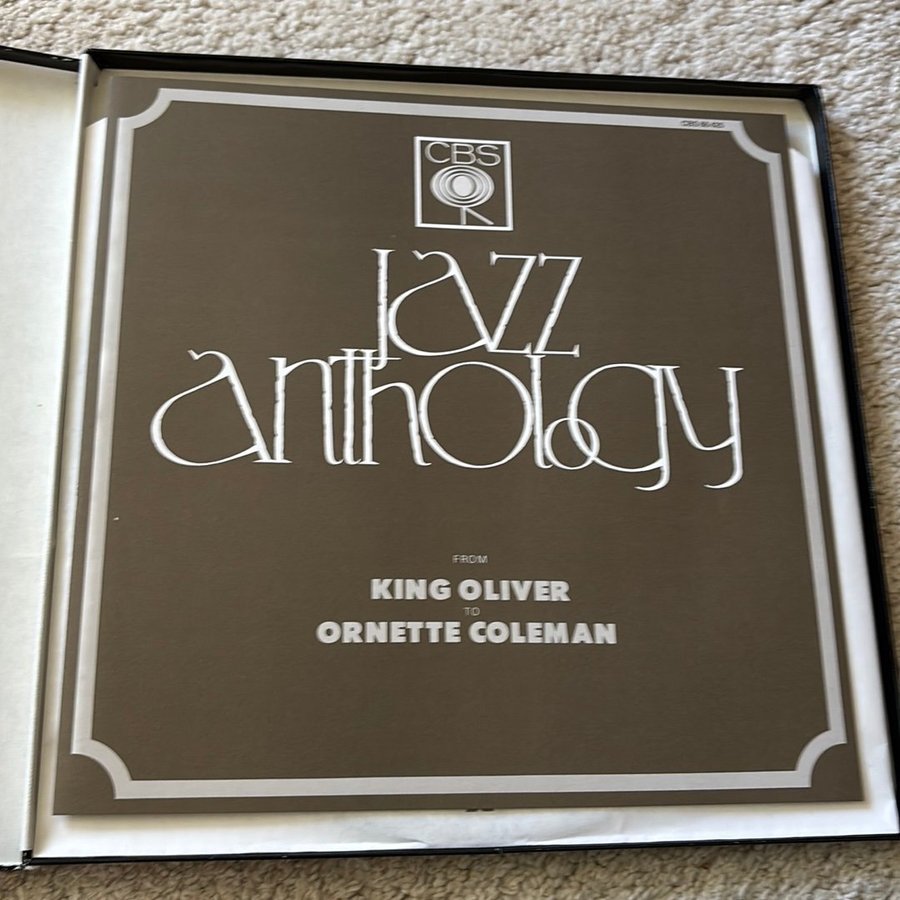 CBS
Jazz
anthology
FROM
KING OLIVER
TO
ORNETTE COLEMAN